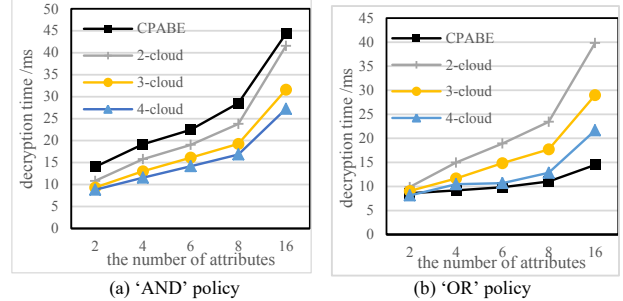 decryption time /ms
50
45
40
35
30
25
20
15
10
5
0
CPABE
2-cloud
3-cloud
4-cloud
2 4 6 8 16
the number of attributes
(a) 'AND' policy
decryption time /ms
45
40
35
30
25
20
15
10
5
0
CPABE
2-cloud
3-cloud
4-cloud
2 4 6 8 16
the number of attributes
(b) 'OR' policy